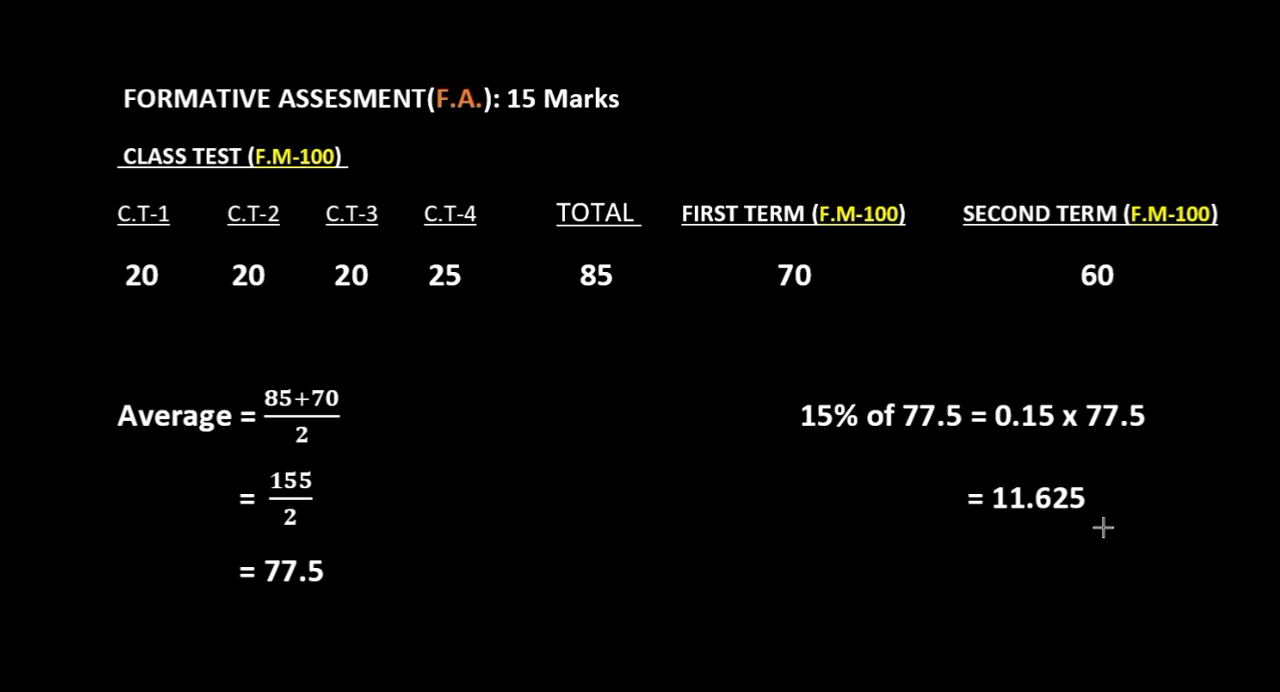 FORMATIVE ASSESMENT(F.A.): 15 Marks
CLASS TEST (F.M-100)
C.T-1 C.T-2 C.T-3 C.T-4 TOTAL FIRST TERM (F.M-100) SECOND TERM (F.M-100)
20 20 20 25 85 70 60
Average = 85+70 / 2
= 155 / 2
= 77.5
15% of 77.5 = 0.15 x 77.5
= 11.625